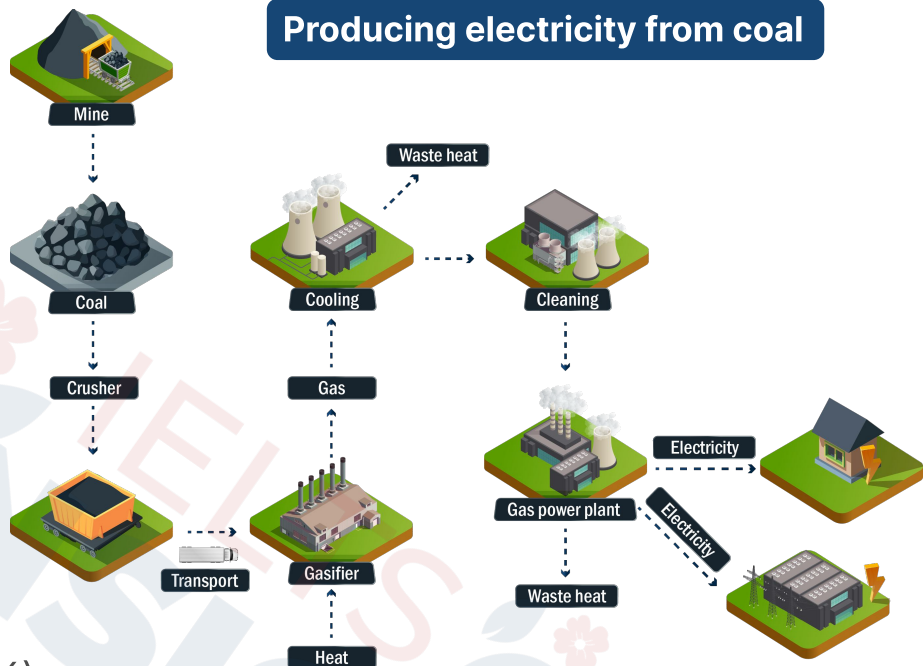 Producing electricity from coal
Mine
Waste heat
Coal
Cooling
Cleaning
Crusher
Gas
Electricity
Gas power plant
Electricity
Transport
Gasifier
Waste heat
Heat
IELTS